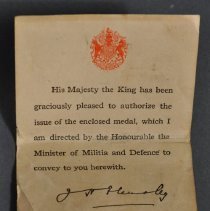 His Majesty the King has been
graciously pleased to authorize the
issue of the enclosed medal, which I
am directed by the Honourable the
Minister of Militia and Defence to
convey to you herewith.